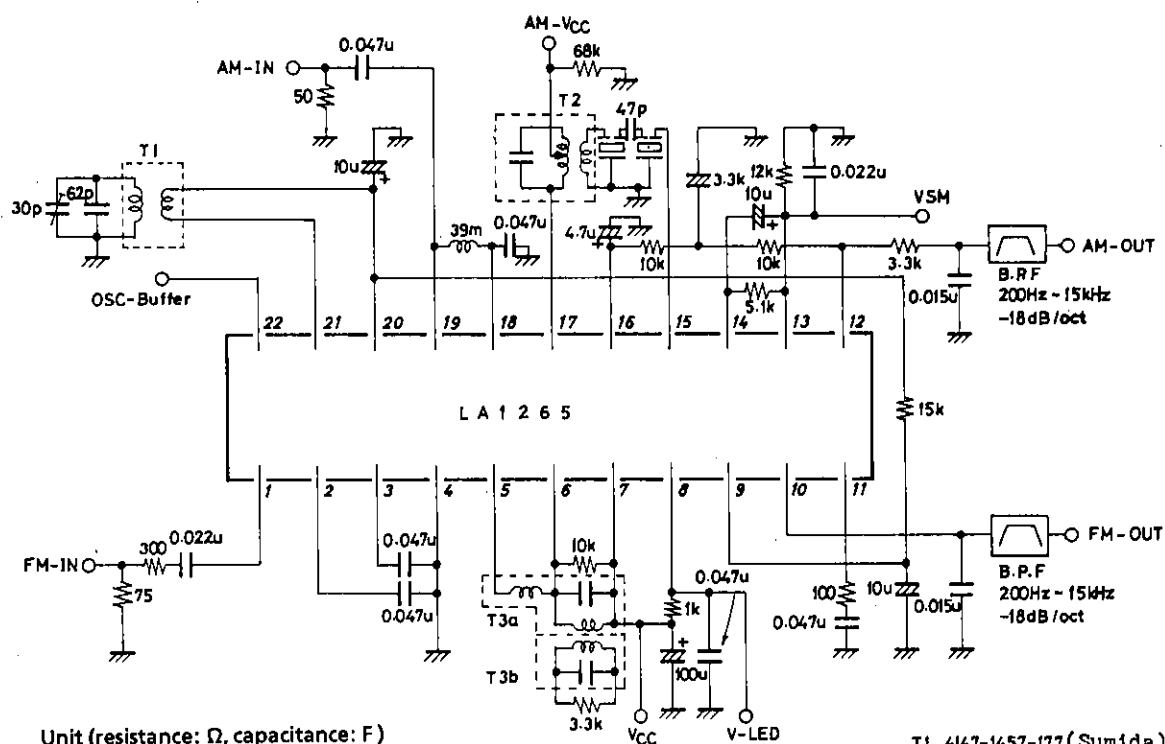 AM-VCC
0.047u
68k
AM-IN
50
T2
47p
T1
10u
30p
62p
12k
10u
0.022u
3.3k
VSM
39m
0.047u
4.7u
10k
10k
3.3k
AM-OUT
OSC-Buffer
5.1k
0.015u
B.P.F
200Hz ~ 15kHz
-18dB/oct
22 21 20 19 18 17 16 15 14 13 12
15k
LA1265
1 2 3 4 5 6 7 8 9 10 11
FM-IN
300
0.022u
75
0.047u
0.047u
10k
T3a
T3b
3.3k
1k
0.047u
100u
100
0.047u
10u
0.015u
FM-OUT
B.P.F
200Hz ~ 15kHz
-18dB/oct
VCC
V-LED
Unit (resistance: Ω, capacitance: F)
T1 4147-1457-177 (Sumida)